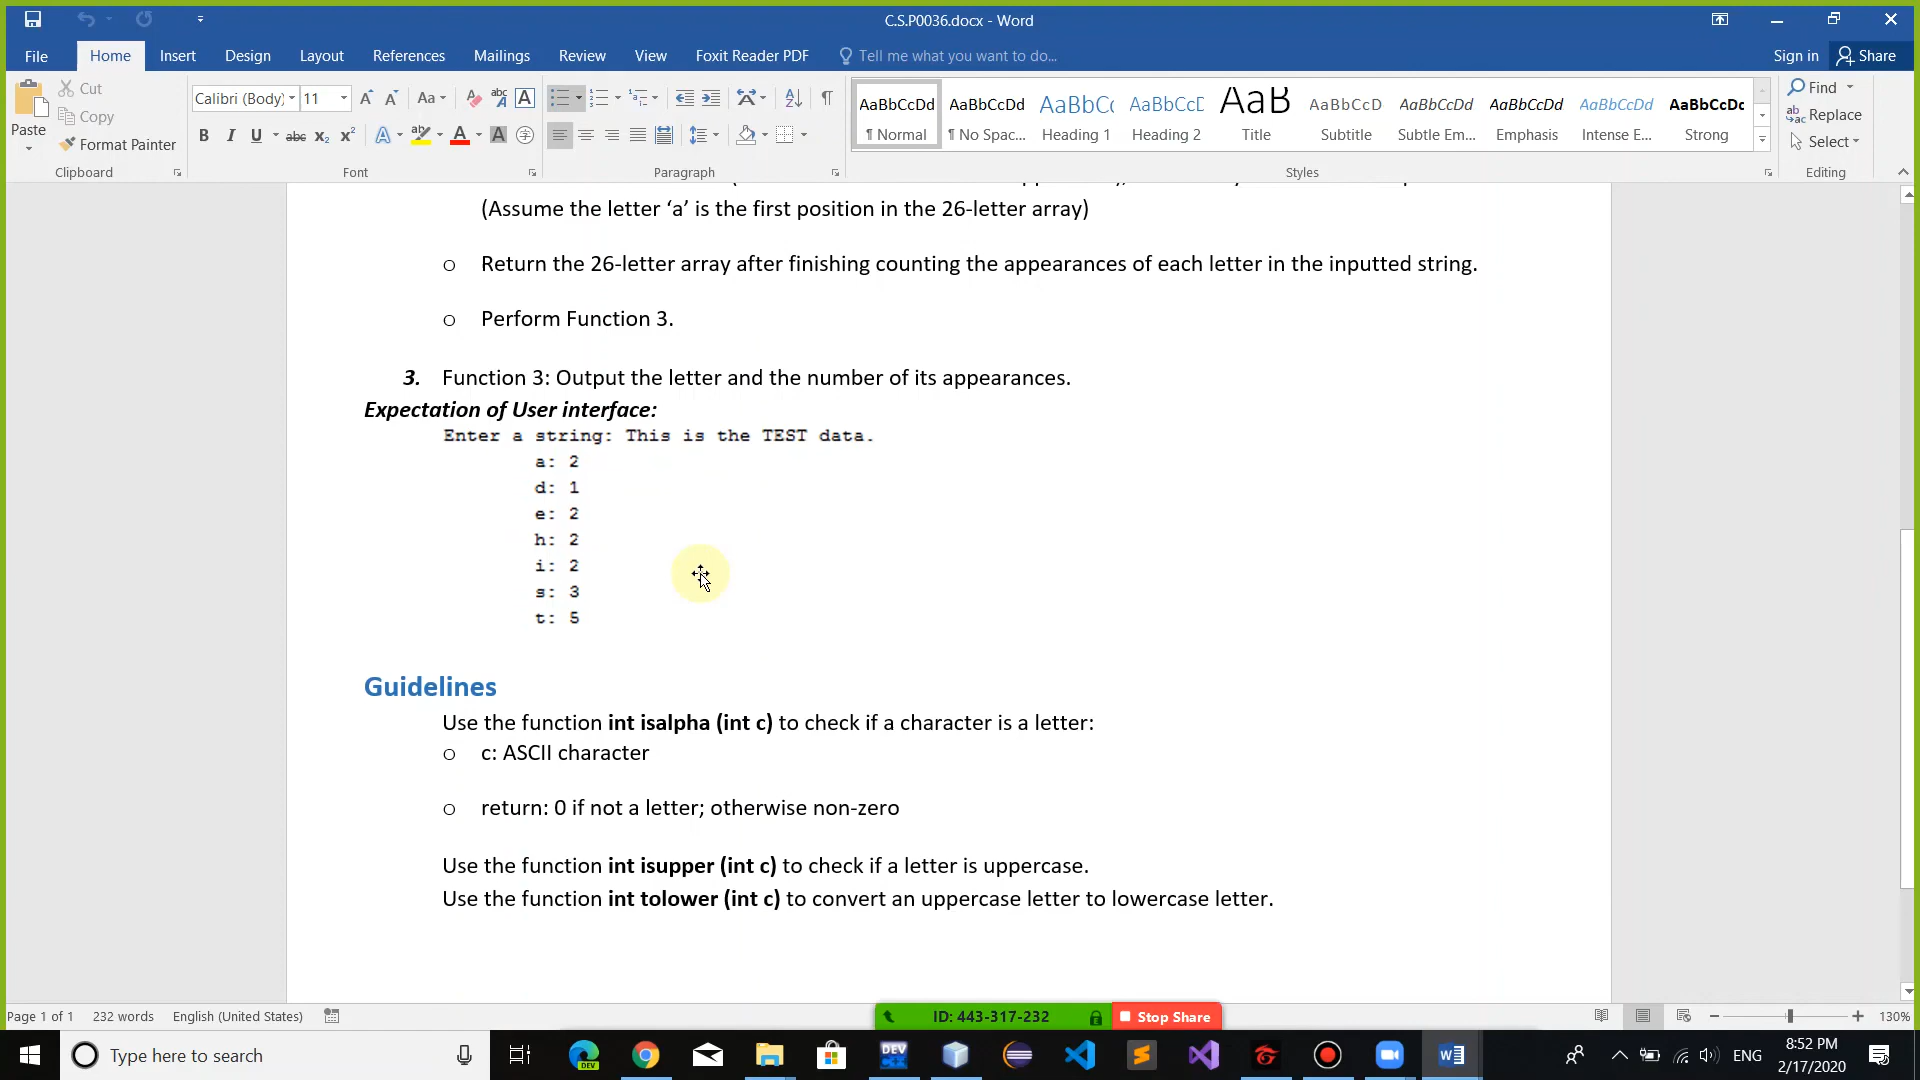 C.S.P0036.docx - Word
File Home Insert Design Layout References Mailings Review View Foxit Reader PDF Tell me what you want to do... Sign in Share
Paste Cut Copy Format Painter Clipboard
Calibri (Body) 11 Font
Paragraph
AaBbCcDd AaBbCcDd AaBbCc AaBbCcD AaB AaBbCcD AaBbCcDd AaBbCcDd AaBbCcDd AaBbCcDc
¶ Normal ¶ No Spac... Heading 1 Heading 2 Title Subtitle Subtle Em... Emphasis Intense E... Strong
Styles
Find Replace Select Editing
(Assume the letter ‘a’ is the first position in the 26-letter array)
o Return the 26-letter array after finishing counting the appearances of each letter in the inputted string.
o Perform Function 3.
3. Function 3: Output the letter and the number of its appearances.
Expectation of User interface:
Enter a string: This is the TEST data.
a: 2
d: 1
e: 2
h: 2
i: 2
s: 3
t: 5
Guidelines
Use the function int isalpha (int c) to check if a character is a letter:
o c: ASCII character
o return: 0 if not a letter; otherwise non-zero
Use the function int isupper (int c) to check if a letter is uppercase.
Use the function int tolower (int c) to convert an uppercase letter to lowercase letter.
Page 1 of 1 232 words English (United States) ID: 443-317-232 Stop Share 130%
Type here to search ENG 8:52 PM
2/17/2020